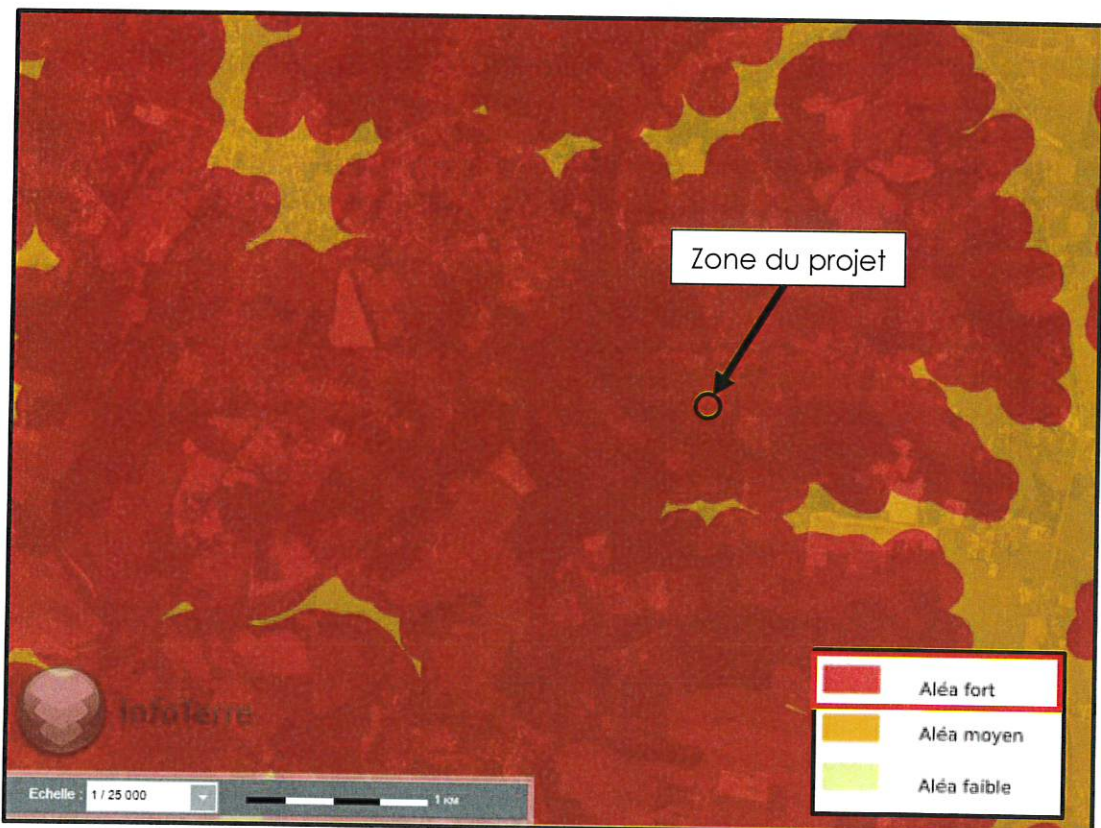 Zone du projet
InfoTerre
Aléa fort
Aléa moyen
Aléa faible
Echelle : 1 / 25 000
1 KM